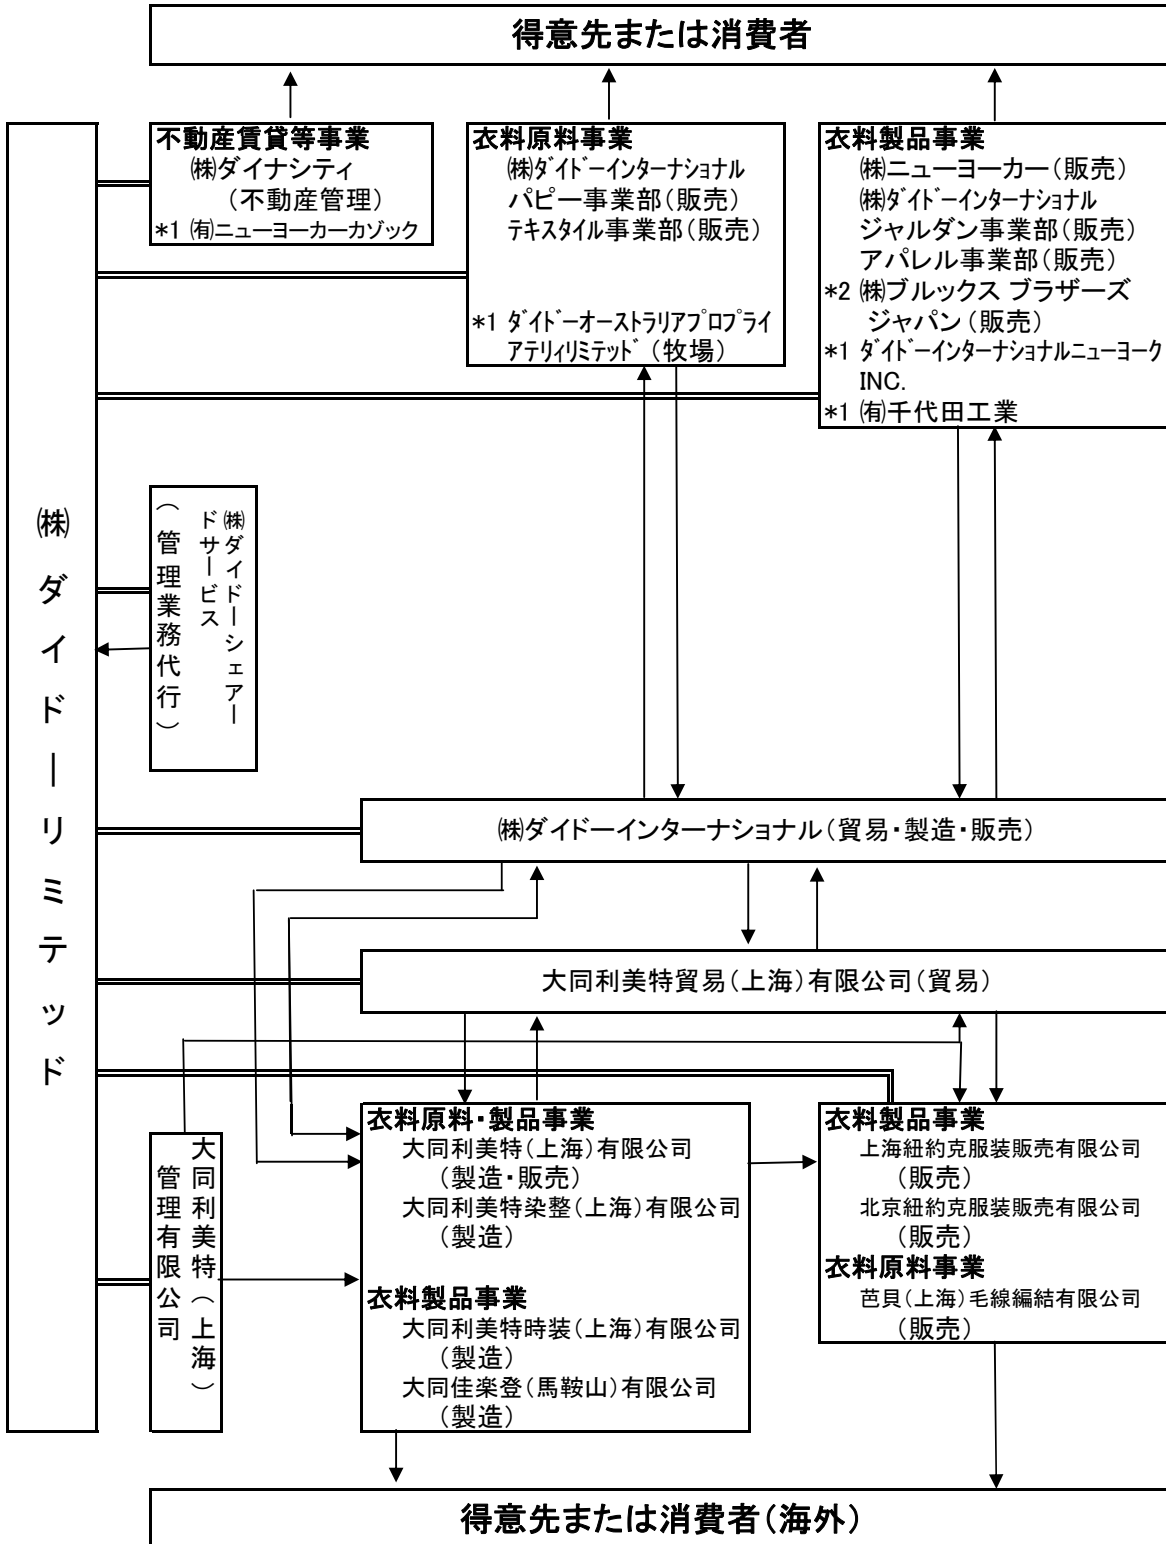 得意先または消費者
不動産賃貸等事業
㈱ダイナシティ
（不動産管理）
*1 ㈲ニューヨーカーカゾック
衣料原料事業
㈱ダイドーインターナショナル
パピー事業部（販売）
テキスタイル事業部（販売）
*1 ダイドーオーストラリアプロプライ
アテリィリミテッド（牧場）
衣料製品事業
㈱ニューヨーカー（販売）
㈱ダイドーインターナショナル
ジャルダン事業部（販売）
アパレル事業部（販売）
*2 ㈱ブルックス ブラザーズ
ジャパン（販売）
*1 ダイドーインターナショナルニューヨーク
INC.
*1 ㈲千代田工業
㈱ダイドーリミテッド
㈱ダイドーシェアー
ドサービス
（管理業務代行）
㈱ダイドーインターナショナル（貿易・製造・販売）
大同利美特貿易（上海）有限公司（貿易）
大同利美特（上海）
管理有限公司
衣料原料・製品事業
大同利美特（上海）有限公司
（製造・販売）
大同利美特染整（上海）有限公司
（製造）
衣料製品事業
大同利美特時装（上海）有限公司
（製造）
大同佳楽登（馬鞍山）有限公司
（製造）
衣料製品事業
上海紐約克服装販売有限公司
（販売）
北京紐約克服装販売有限公司
（販売）
衣料原料事業
芭貝（上海）毛線編結有限公司
（販売）
得意先または消費者（海外）